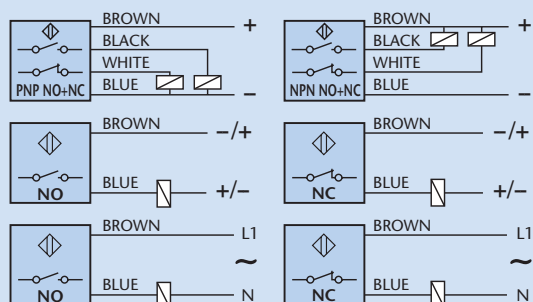 BROWN +
BLACK
WHITE
BLUE −
PNP NO+NC
BROWN +
BLACK
WHITE
BLUE −
NPN NO+NC
BROWN −/+
BLUE +/−
NO
BROWN −/+
BLUE +/−
NC
BROWN L1
~
BLUE N
NO
BROWN L1
~
BLUE N
NC